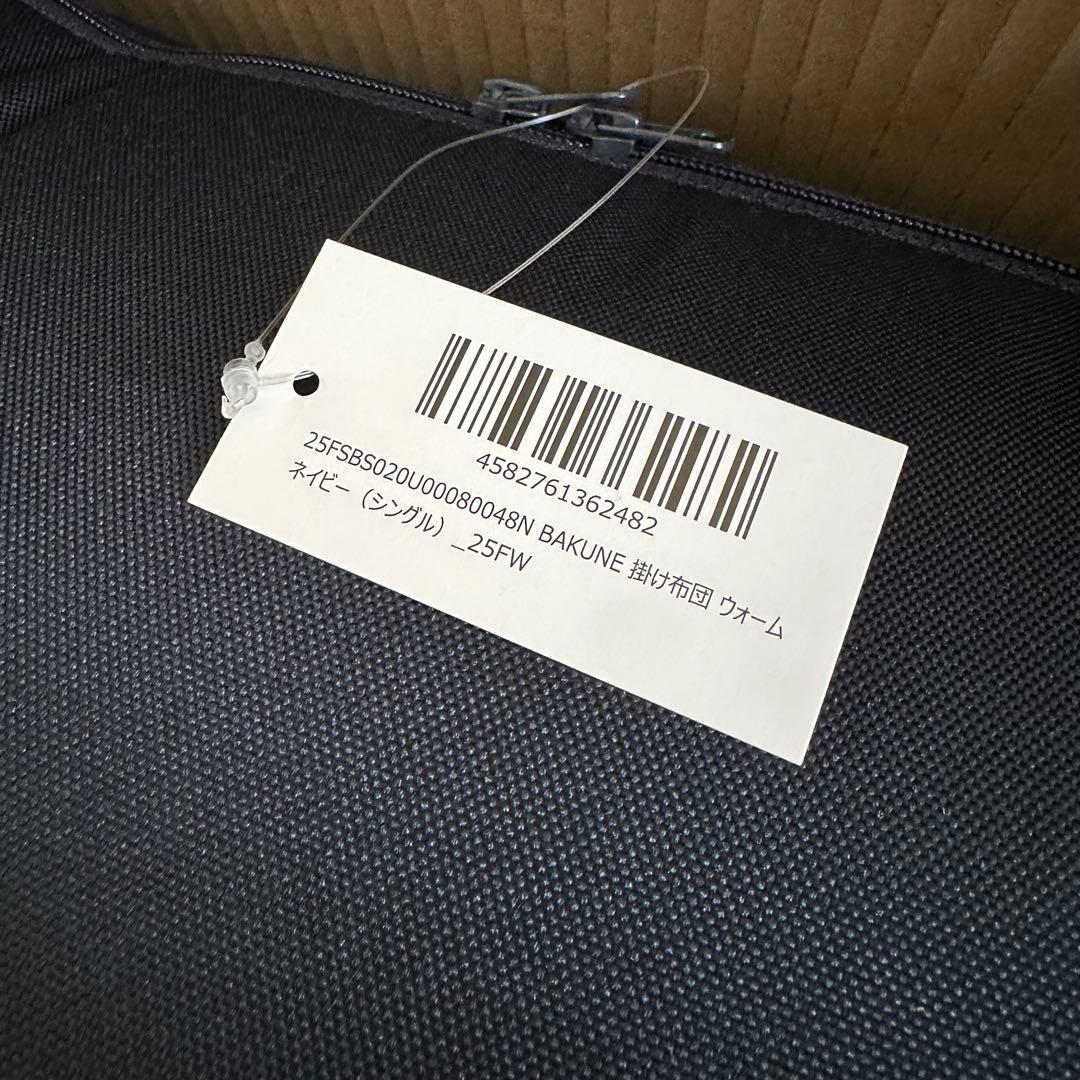 4582761362482
25FSBS020U00080048N BAKUNE 掛け布団 ウォーム
ネイビー（シングル）_25FW